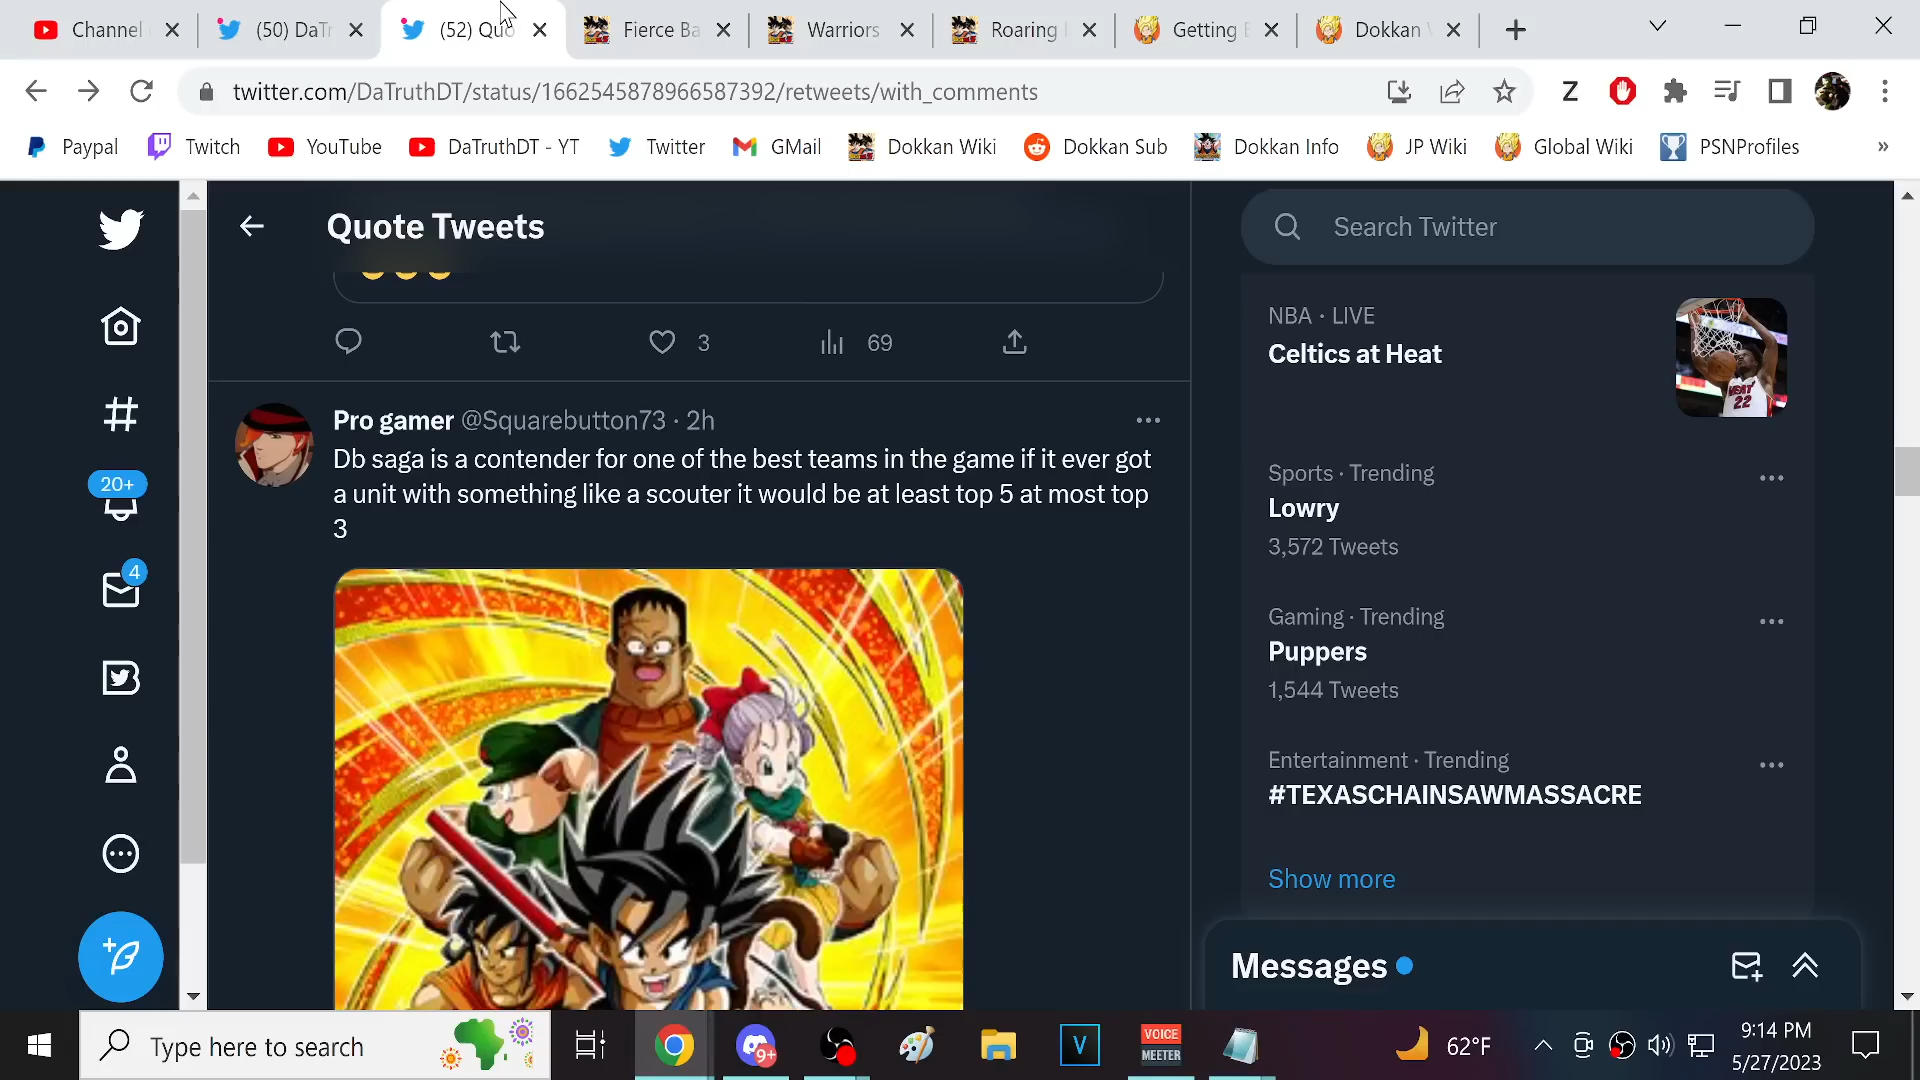 Channel
(50) DaTr
(52) Quo
Fierce Ba
Warriors
Roaring
Getting
Dokkan
twitter.com/DaTruthDT/status/1662545878966587392/retweets/with_comments
Z
Paypal
Twitch
YouTube
DaTruthDT - YT
Twitter
GMail
Dokkan Wiki
Dokkan Sub
Dokkan Info
JP Wiki
Global Wiki
PSNProfiles
»
Quote Tweets
Search Twitter
3
69
NBA · LIVE
Celtics at Heat
HEAT
22
Pro gamer @Squarebutton73 · 2h
Db saga is a contender for one of the best teams in the game if it ever got
a unit with something like a scouter it would be at least top 5 at most top
3
Sports · Trending
Lowry
3,572 Tweets
Gaming · Trending
Puppers
1,544 Tweets
Entertainment · Trending
#TEXASCHAINSAWMASSACRE
Show more
20+
4
Messages
Type here to search
9+
V
VOICE
MEETER
62°F
9:14 PM
5/27/2023